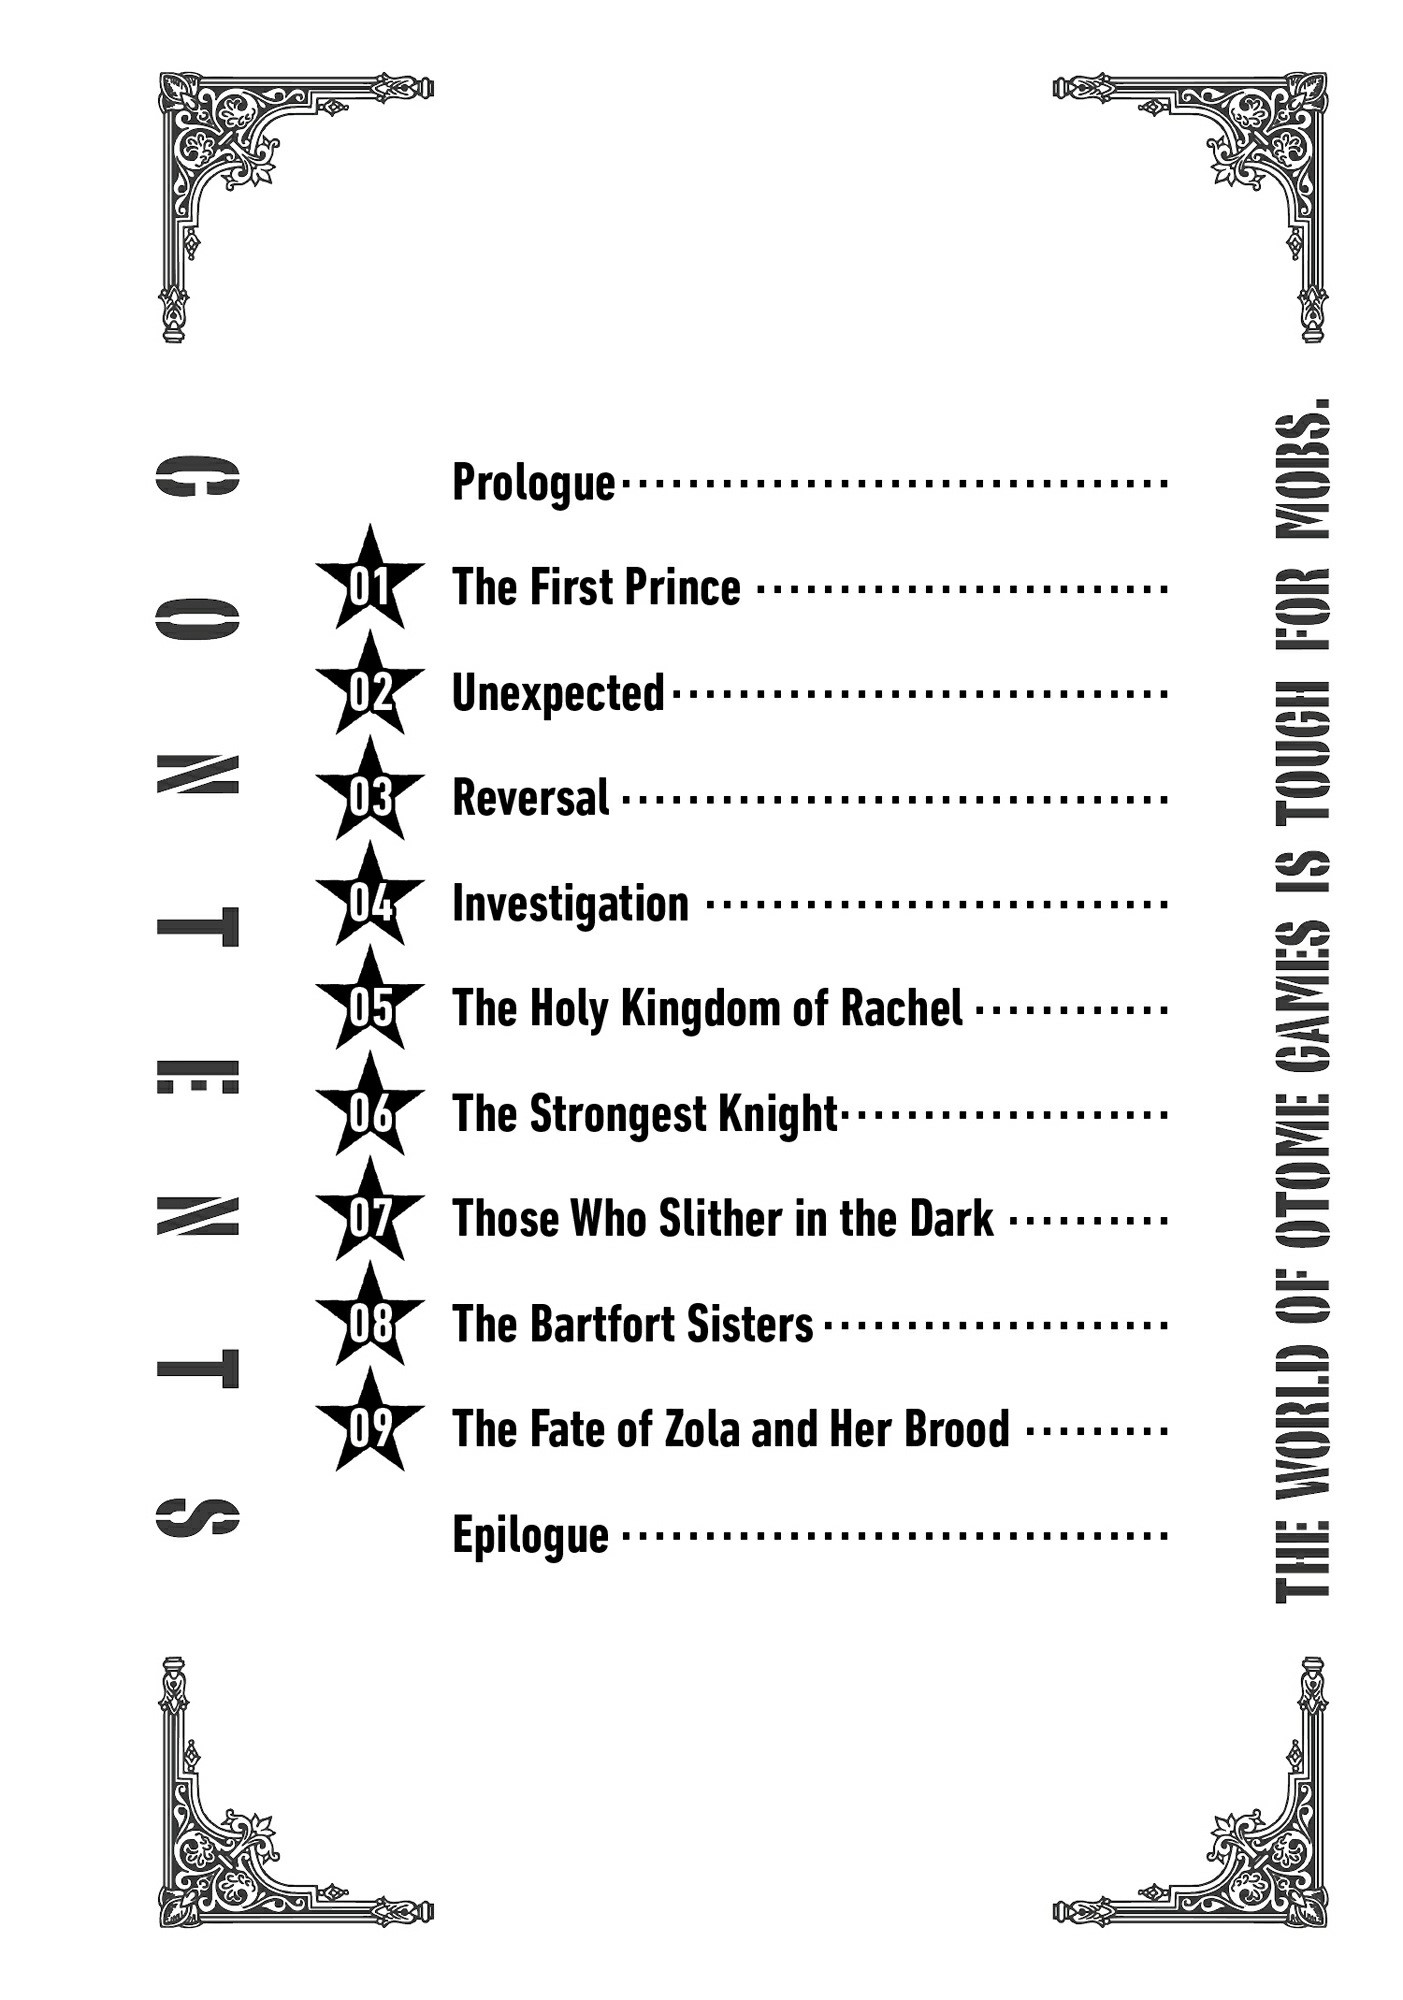 CONTENTS
Prologue
01 The First Prince
02 Unexpected
03 Reversal
04 Investigation
05 The Holy Kingdom of Rachel
06 The Strongest Knight
07 Those Who Slither in the Dark
08 The Bartfort Sisters
09 The Fate of Zola and Her Brood
Epilogue
THE WORLD OF OTOME GAMES IS TOUGH FOR MOBS.